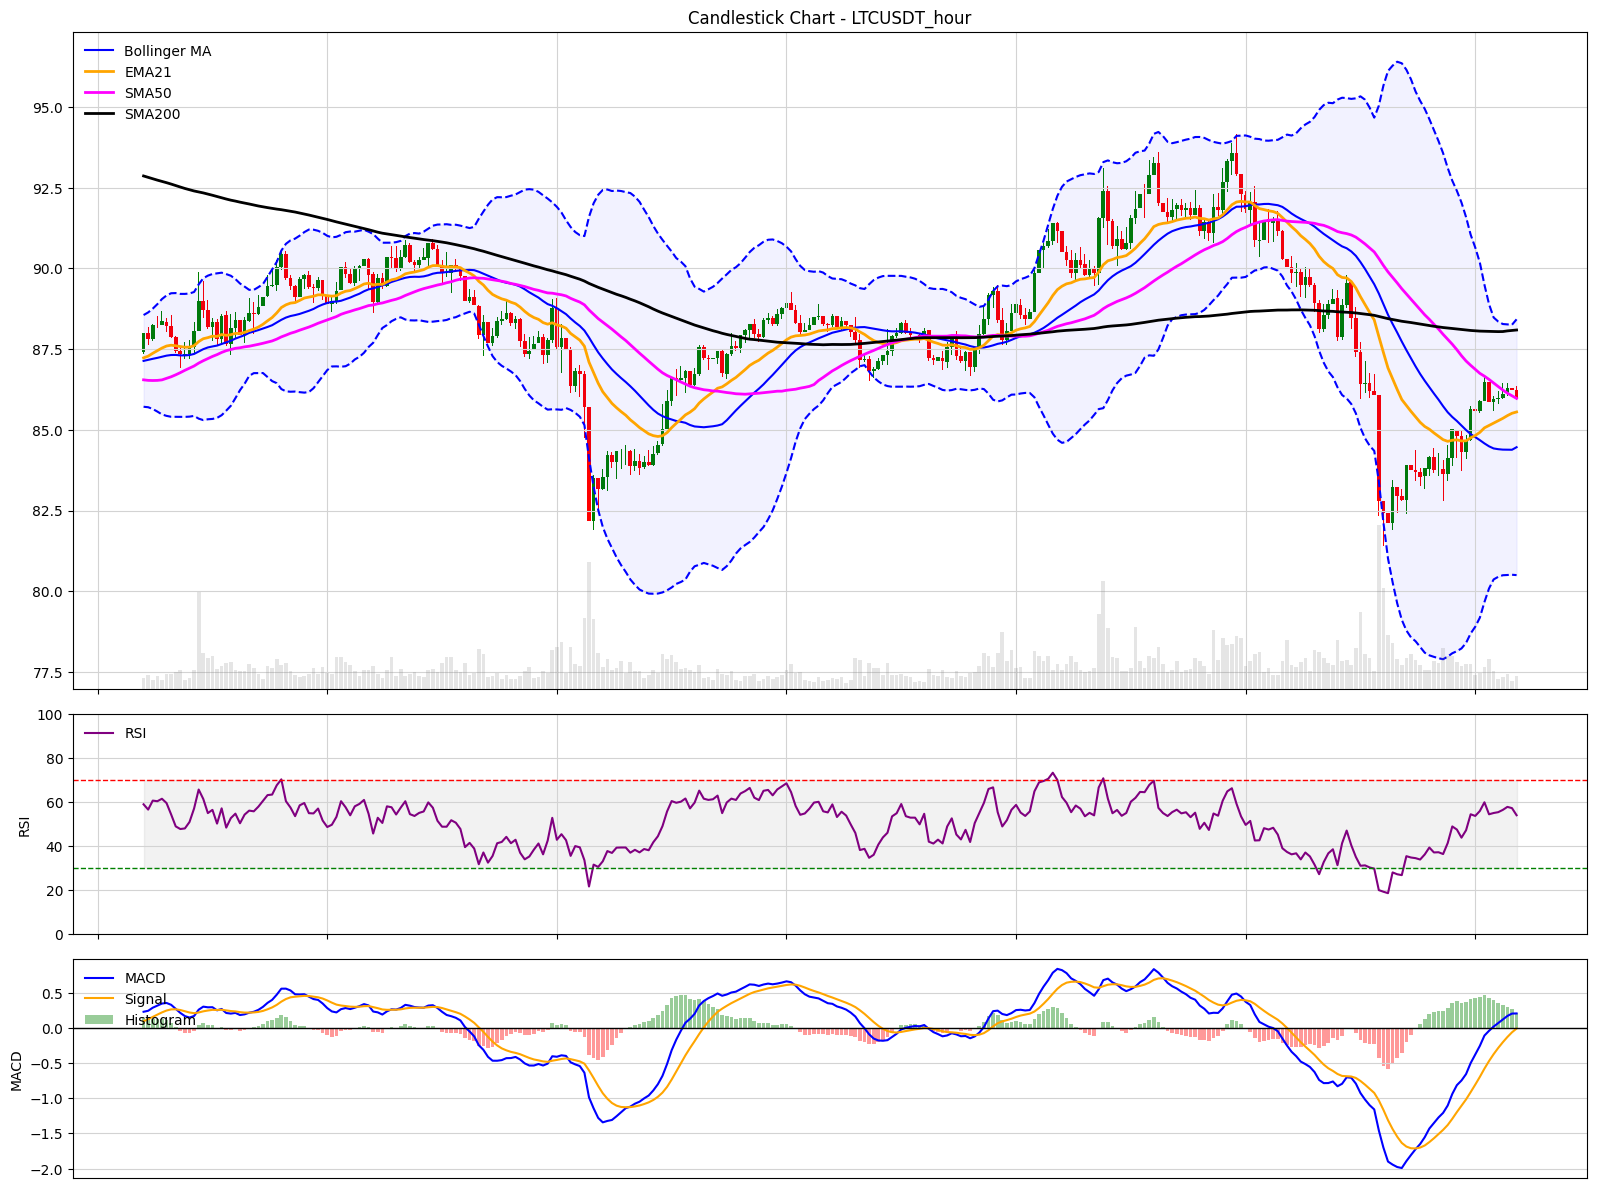 Candlestick Chart - LTCUSDT_hour
Bollinger MA
EMA21
SMA50
SMA200
95.0
92.5
90.0
87.5
85.0
82.5
80.0
77.5
RSI
100
80
60
40
20
0
RSI
MACD
Signal
Histogram
0.5
0.0
−0.5
−1.0
−1.5
−2.0
MACD